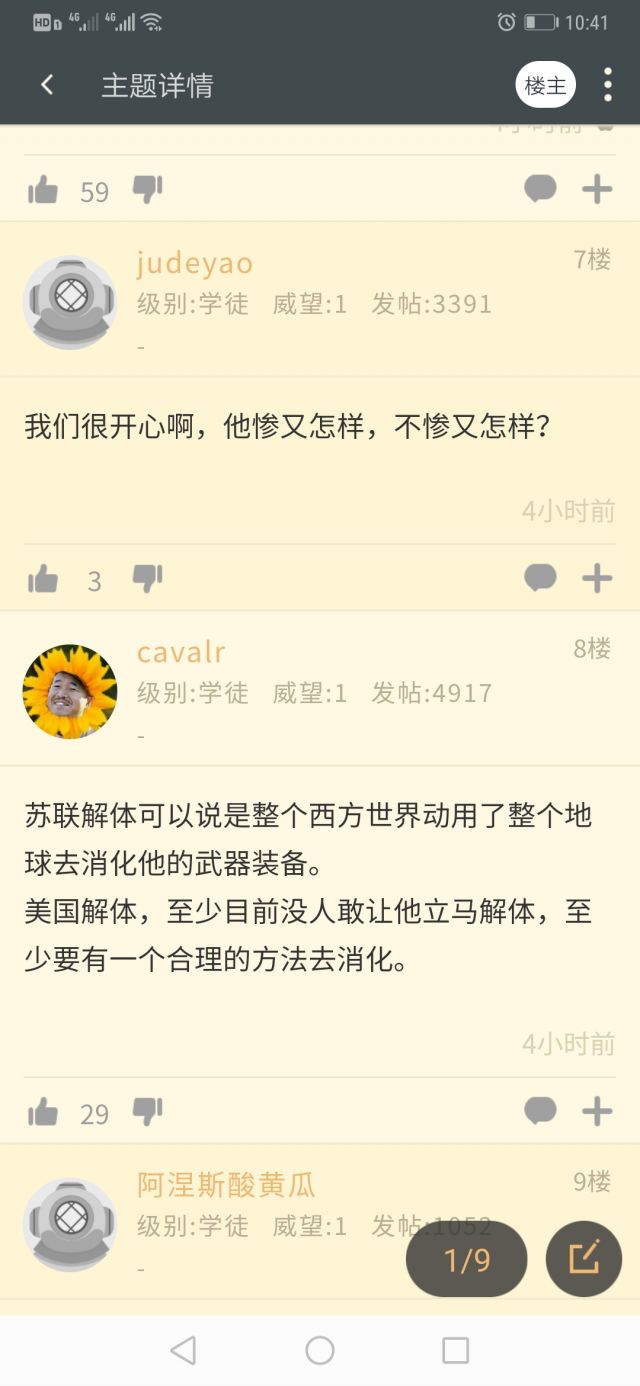 HD 4G 4G 10:41
主题详情 楼主
59
judeyao 7楼
级别:学徒 威望:1 发帖:3391
-
我们很开心啊，他惨又怎样，不惨又怎样？
4小时前
3
cavalr 8楼
级别:学徒 威望:1 发帖:4917
-
苏联解体可以说是整个西方世界动用了整个地
球去消化他的武器装备。
美国解体，至少目前没人敢让他立马解体，至
少要有一个合理的方法去消化。
4小时前
29
阿涅斯酸黄瓜 9楼
级别:学徒 威望:1 发帖:1052
-
1/9